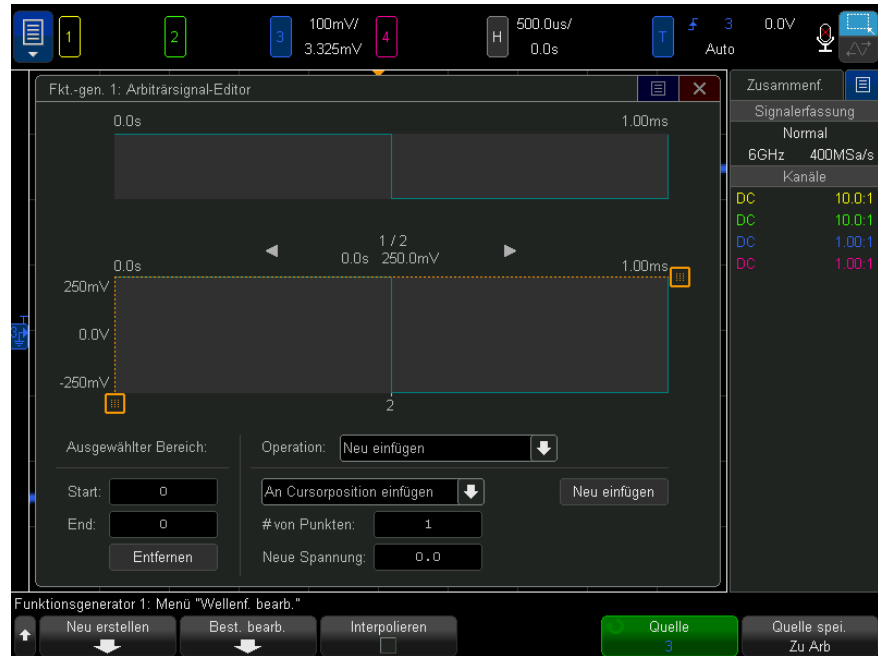 1
2
3
100mV/
3.325mV
4
H
500.0us/
0.0s
T
3
0.0V
Auto
Fkt.-gen. 1: Arbiträrsignal-Editor
0.0s
1.00ms
1 / 2
0.0s 250.0mV
0.0s
1.00ms
250mV
0.0V
-250mV
2
Ausgewählter Bereich:
Operation: Neu einfügen
Start: 0
An Cursorposition einfügen
Neu einfügen
End: 0
# von Punkten: 1
Entfernen
Neue Spannung: 0.0
Zusammenf.
Signalerfassung
Normal
6GHz 400MSa/s
Kanäle
DC 10.0:1
DC 10.0:1
DC 1.00:1
DC 1.00:1
T
3
Funktionsgenerator 1: Menü "Wellenf. bearb."
Neu erstellen
Best. bearb.
Interpolieren
Quelle
3
Quelle spei.
Zu Arb